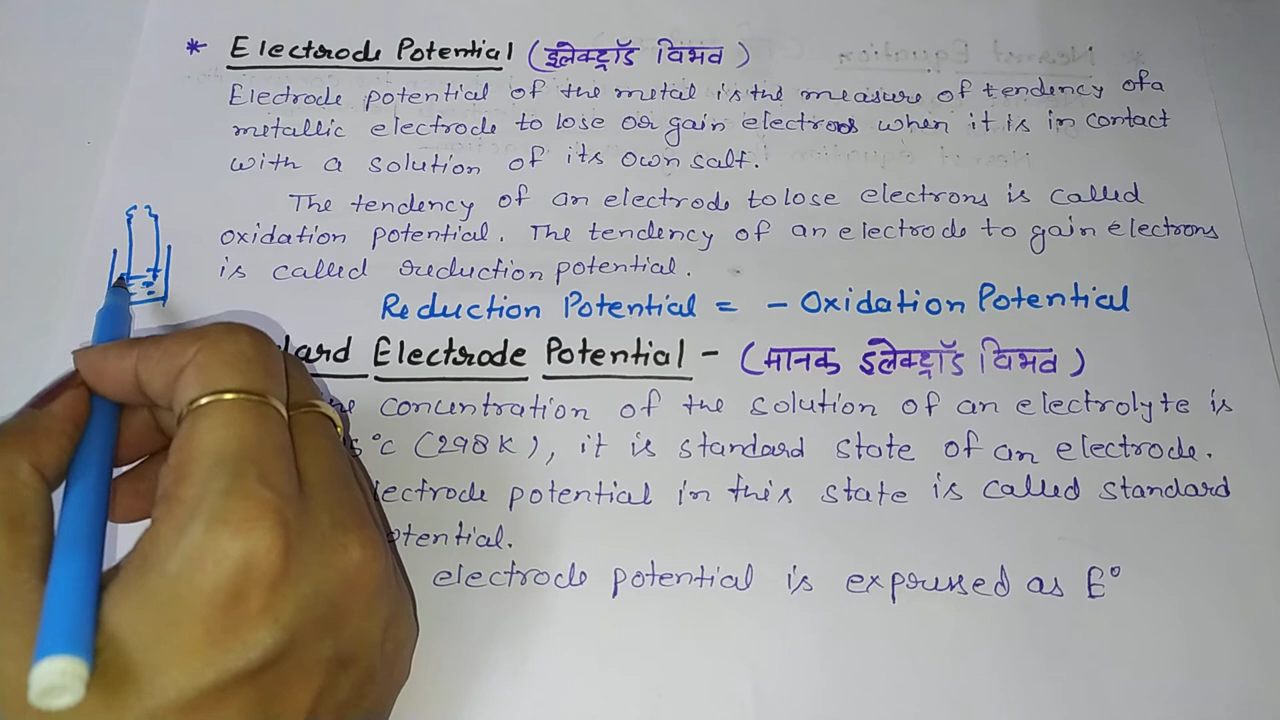 * Electrode Potential (इलेक्ट्रॉड विभव)
Electrode potential of the metal is the measure of tendency of a
metallic electrode to lose or gain electrons when it is in contact
with a solution of its own salt.
The tendency of an electrode to lose electrons is called
oxidation potential. The tendency of an electrode to gain electrons
is called reduction potential.
Reduction Potential = - Oxidation Potential
Electrode Potential - (मानक इलेक्ट्रॉड विभव)
concentration of the solution of an electrolyte is
°C (298K), it is standard state of an electrode.
potential in this state is called standard
electrode potential is exprused as E°